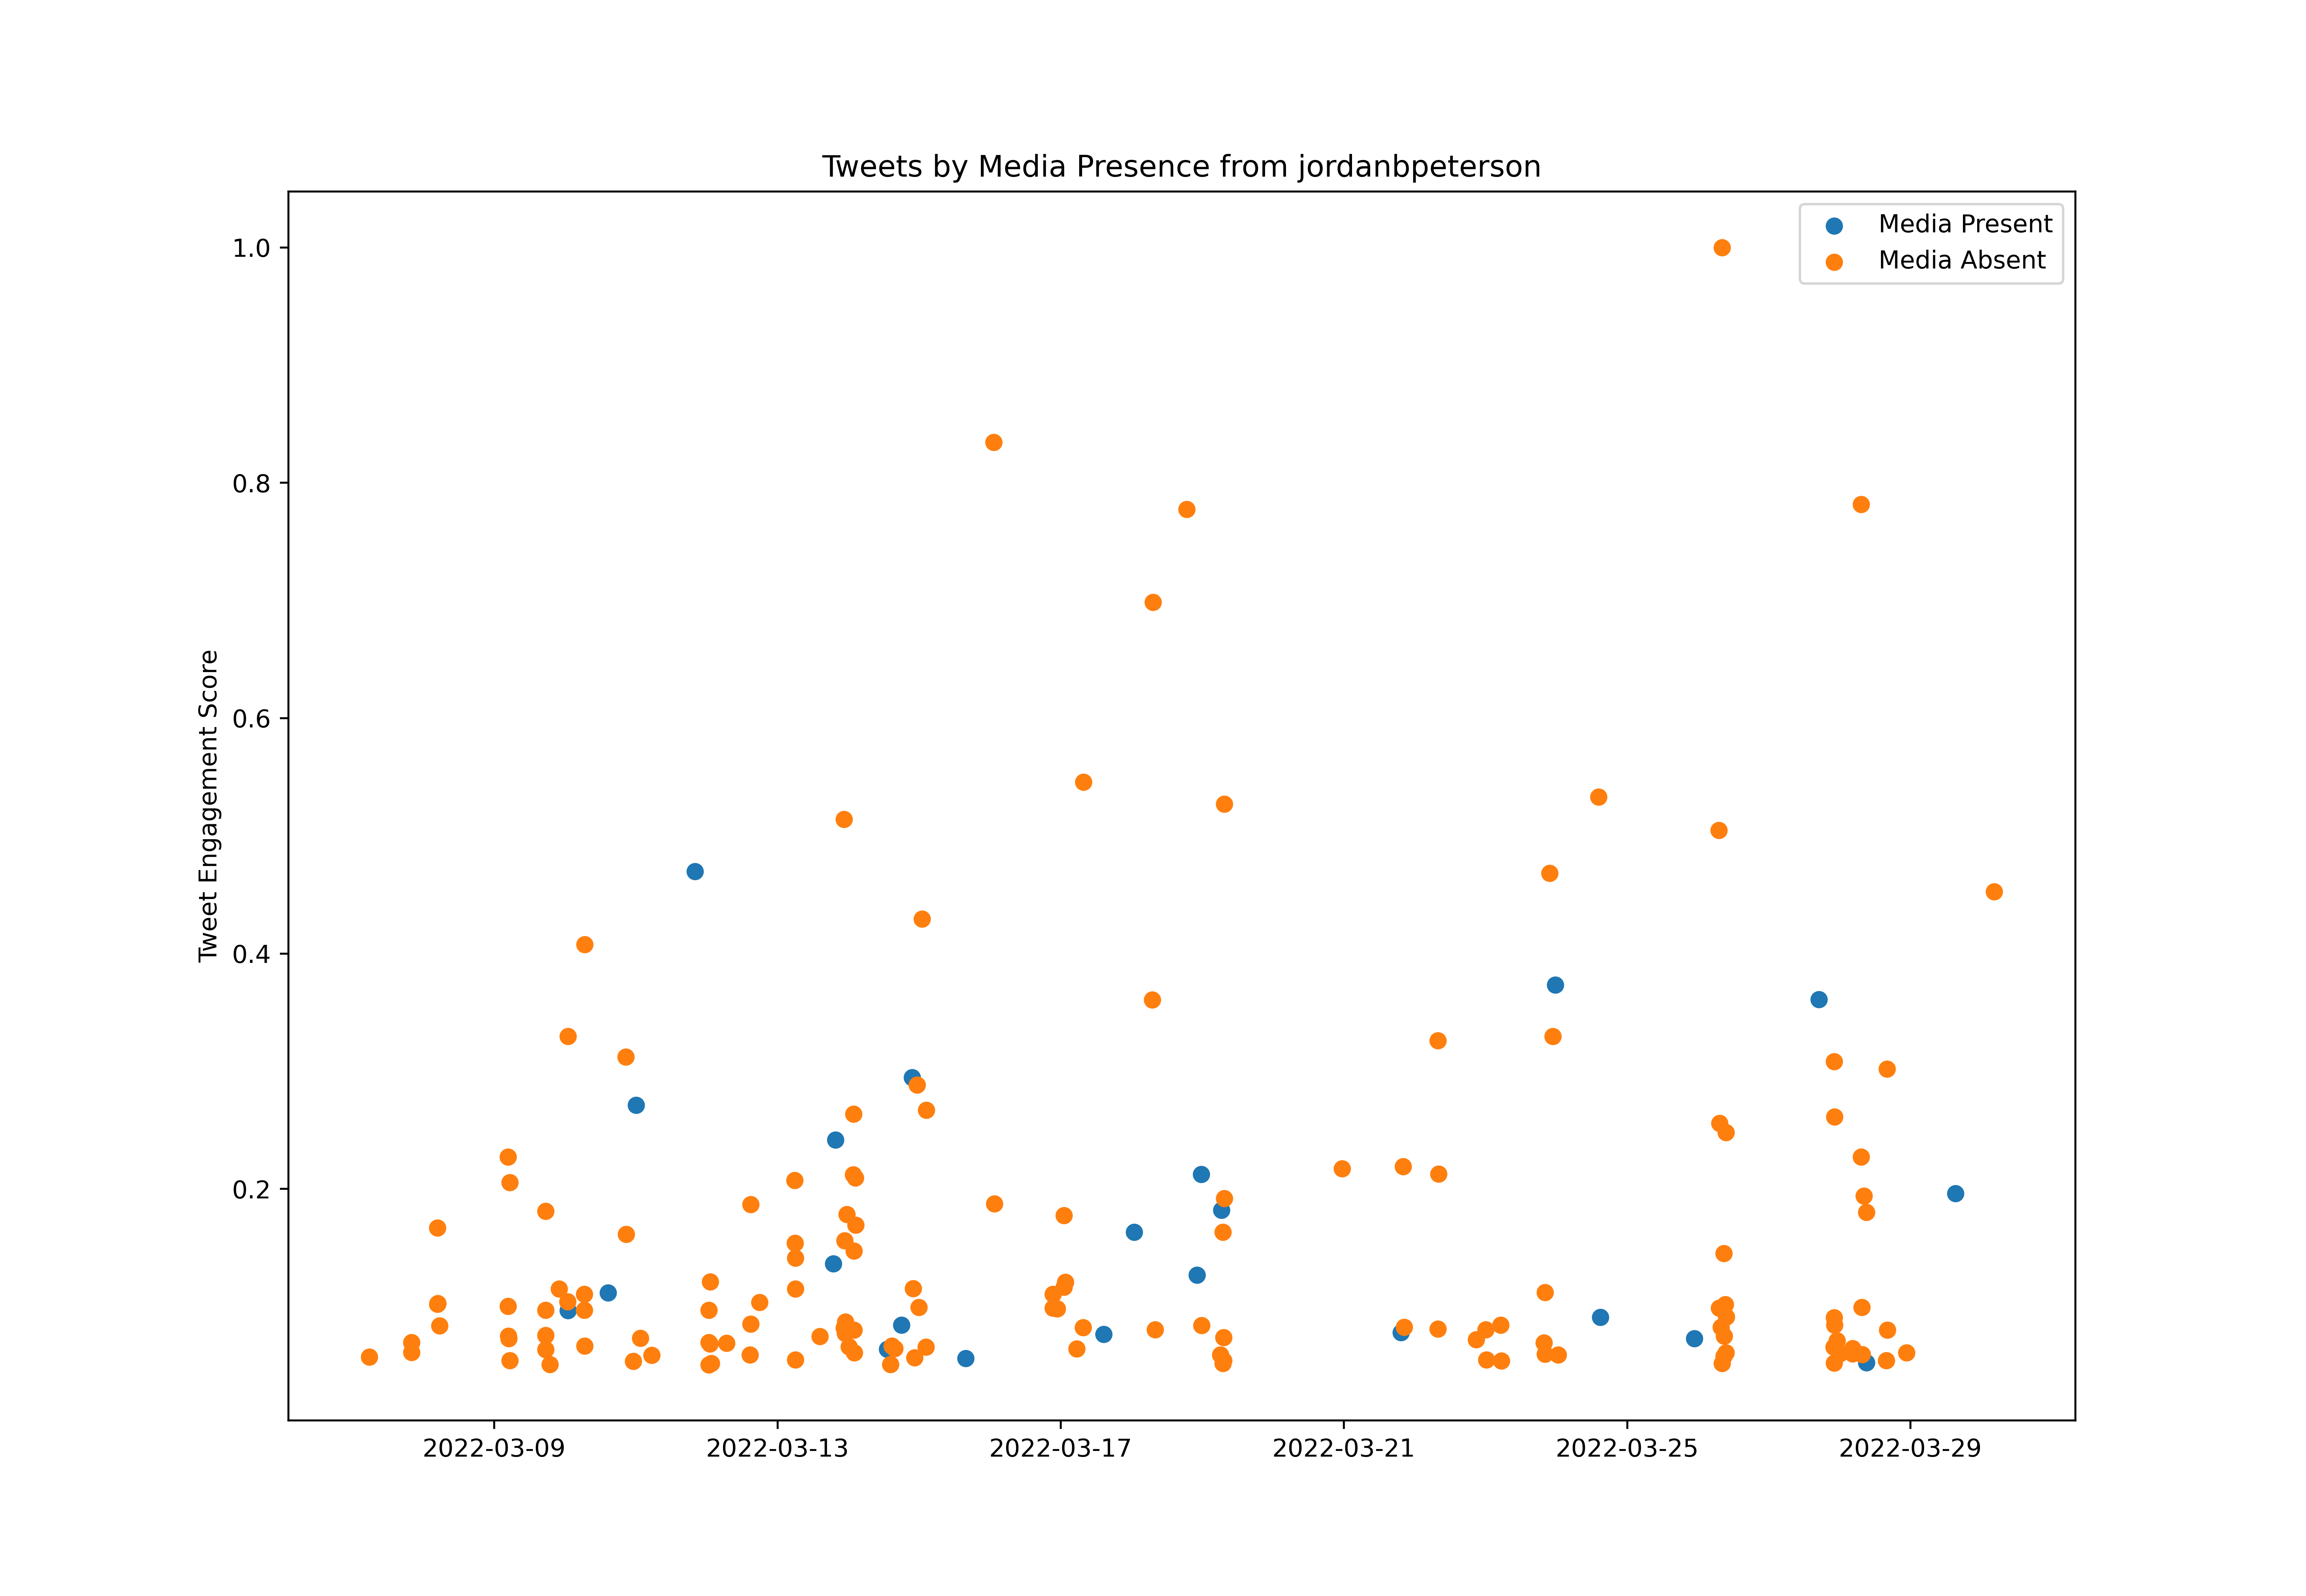 Tweets by Media Presence from jordanbpeterson
Media Present
Media Absent
Tweet Engagement Score
1.0
0.8
0.6
0.4
0.2
2022-03-09
2022-03-13
2022-03-17
2022-03-21
2022-03-25
2022-03-29